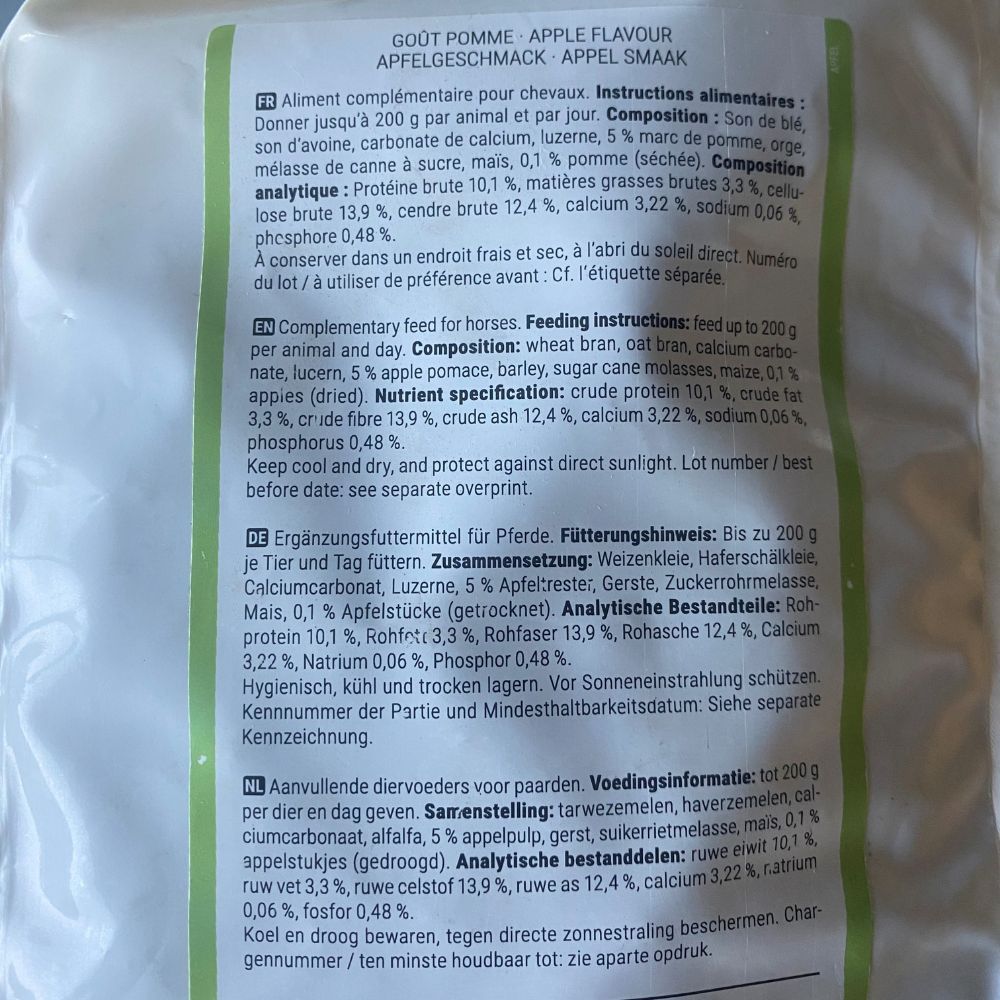 GOÛT POMME · APPLE FLAVOUR
APFELGESCHMACK · APPEL SMAAK
APFEL
FR Aliment complémentaire pour chevaux. Instructions alimentaires :
Donner jusqu'à 200 g par animal et par jour. Composition : Son de blé,
son d'avoine, carbonate de calcium, luzerne, 5 % marc de pomme, orge,
mélasse de canne à sucre, maïs, 0,1 % pomme (séchée). Composition
analytique : Protéine brute 10,1 %, matières grasses brutes 3,3 %, cellu-
lose brute 13,9 %, cendre brute 12,4 %, calcium 3,22 %, sodium 0,06 %,
phosphore 0,48 %.
À conserver dans un endroit frais et sec, à l'abri du soleil direct. Numéro
du lot / à utiliser de préférence avant : Cf. l'étiquette séparée.
EN Complementary feed for horses. Feeding instructions: feed up to 200 g
per animal and day. Composition: wheat bran, oat bran, calcium carbo-
nate, lucern, 5 % apple pomace, barley, sugar cane molasses, maize, 0,1 %
apples (dried). Nutrient specification: crude protein 10,1 %, crude fat
3,3 %, crude fibre 13,9 %, crude ash 12,4 %, calcium 3,22 %, sodium 0,06 %,
phosphorus 0,48 %.
Keep cool and dry, and protect against direct sunlight. Lot number / best
before date: see separate overprint.
DE Ergänzungsfuttermittel für Pferde. Fütterungshinweis: Bis zu 200 g
je Tier und Tag füttern. Zusammensetzung: Weizenkleie, Haferschälkleie,
Calciumcarbonat, Luzerne, 5 % Apfeltrester, Gerste, Zuckerrohrmelasse,
Mais, 0,1 % Apfelstücke (getrocknet). Analytische Bestandteile: Roh-
protein 10,1 %, Rohfett 3,3 %, Rohfaser 13,9 %, Rohasche 12,4 %, Calcium
3,22 %, Natrium 0,06 %, Phosphor 0,48 %.
Hygienisch, kühl und trocken lagern. Vor Sonneneinstrahlung schützen.
Kennnummer der Partie und Mindesthaltbarkeitsdatum: Siehe separate
Kennzeichnung.
NL Aanvullende diervoeders voor paarden. Voedingsinformatie: tot 200 g
per dier en dag geven. Samenstelling: tarwezemelen, haverzemelen, cal-
ciumcarbonaat, alfalfa, 5 % appelpulp, gerst, suikerrietmelasse, maïs, 0,1 %
appelstukjes (gedroogd). Analytische bestanddelen: ruwe eiwit 10,1 %,
ruw vet 3,3 %, ruwe celstof 13,9 %, ruwe as 12,4 %, calcium 3,22 %, natrium
0,06 %, fosfor 0,48 %.
Koel en droog bewaren, tegen directe zonnestraling beschermen. Char-
gennummer / ten minste houdbaar tot: zie aparte opdruk.